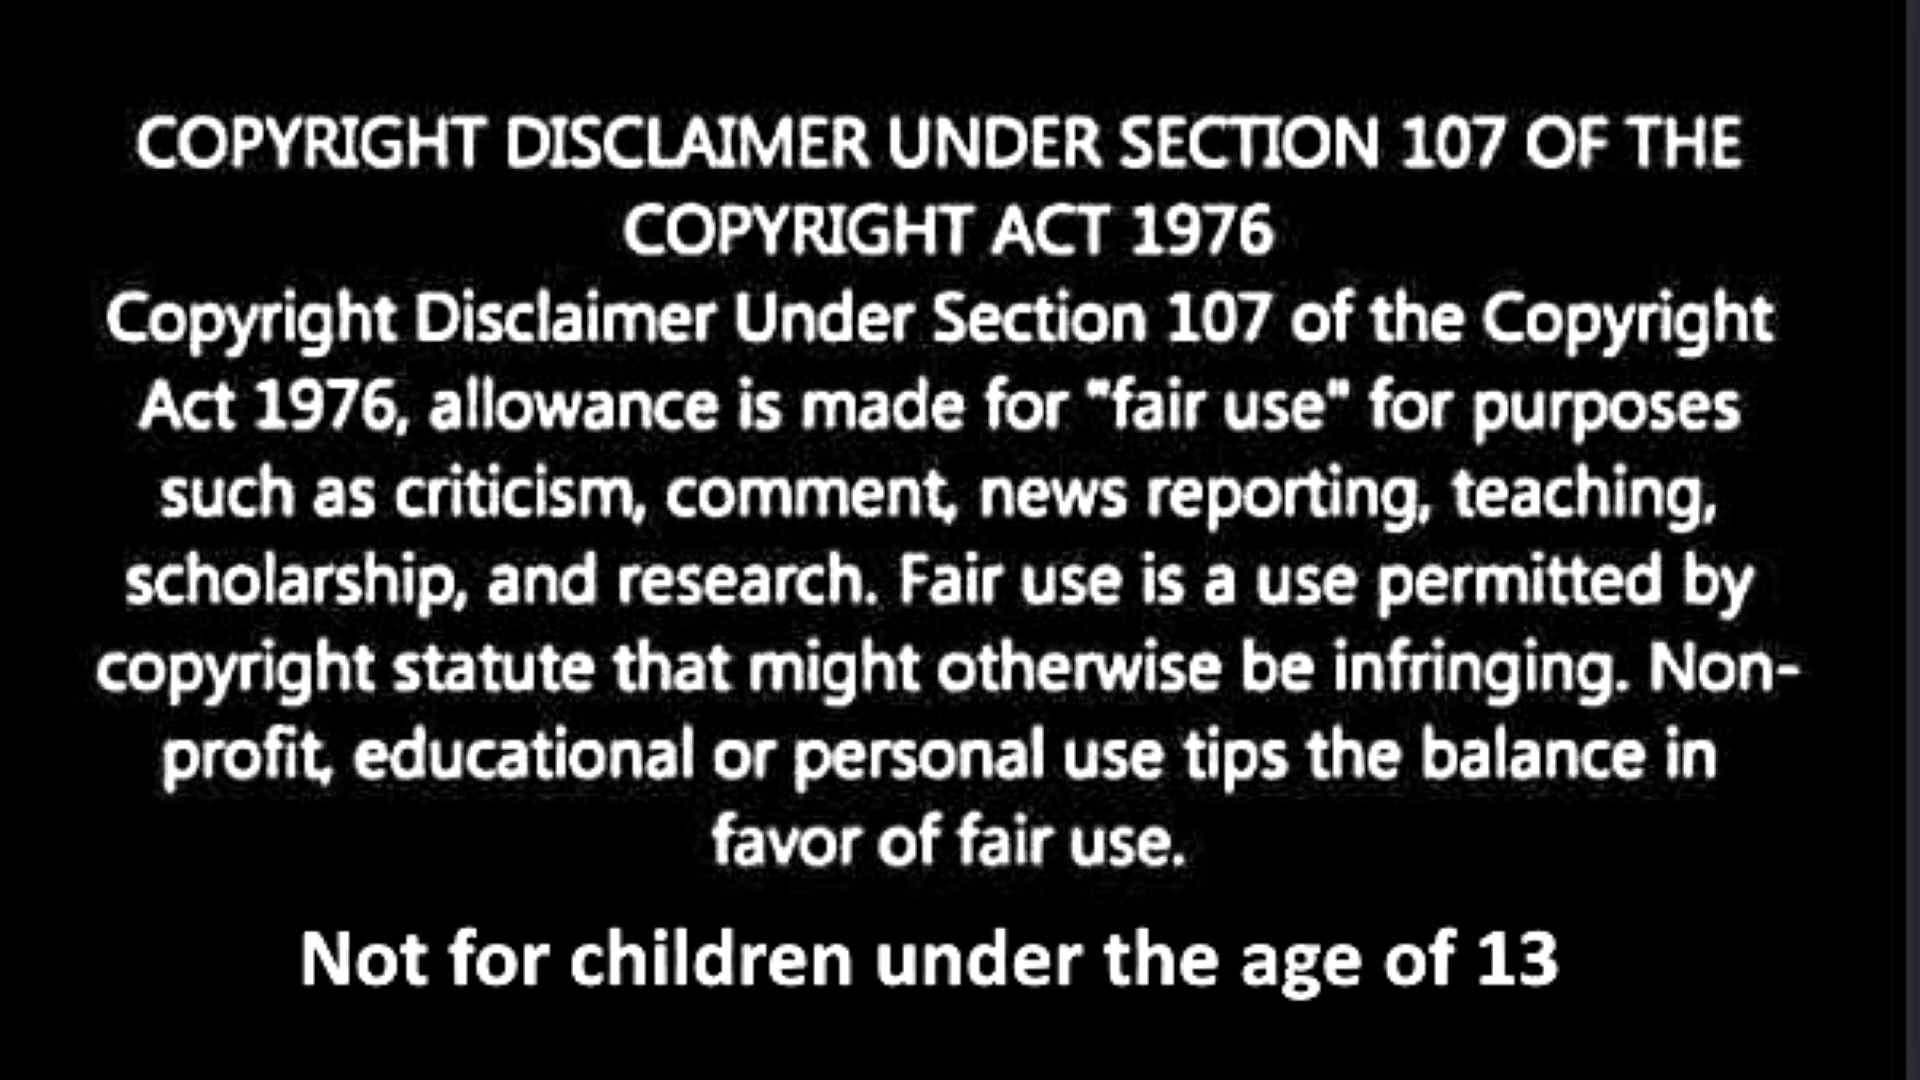 COPYRIGHT DISCLAIMER UNDER SECTION 107 OF THE
COPYRIGHT ACT 1976
Copyright Disclaimer Under Section 107 of the Copyright
Act 1976, allowance is made for "fair use" for purposes
such as criticism, comment, news reporting, teaching,
scholarship, and research. Fair use is a use permitted by
copyright statute that might otherwise be infringing. Non-
profit, educational or personal use tips the balance in
favor of fair use.
Not for children under the age of 13